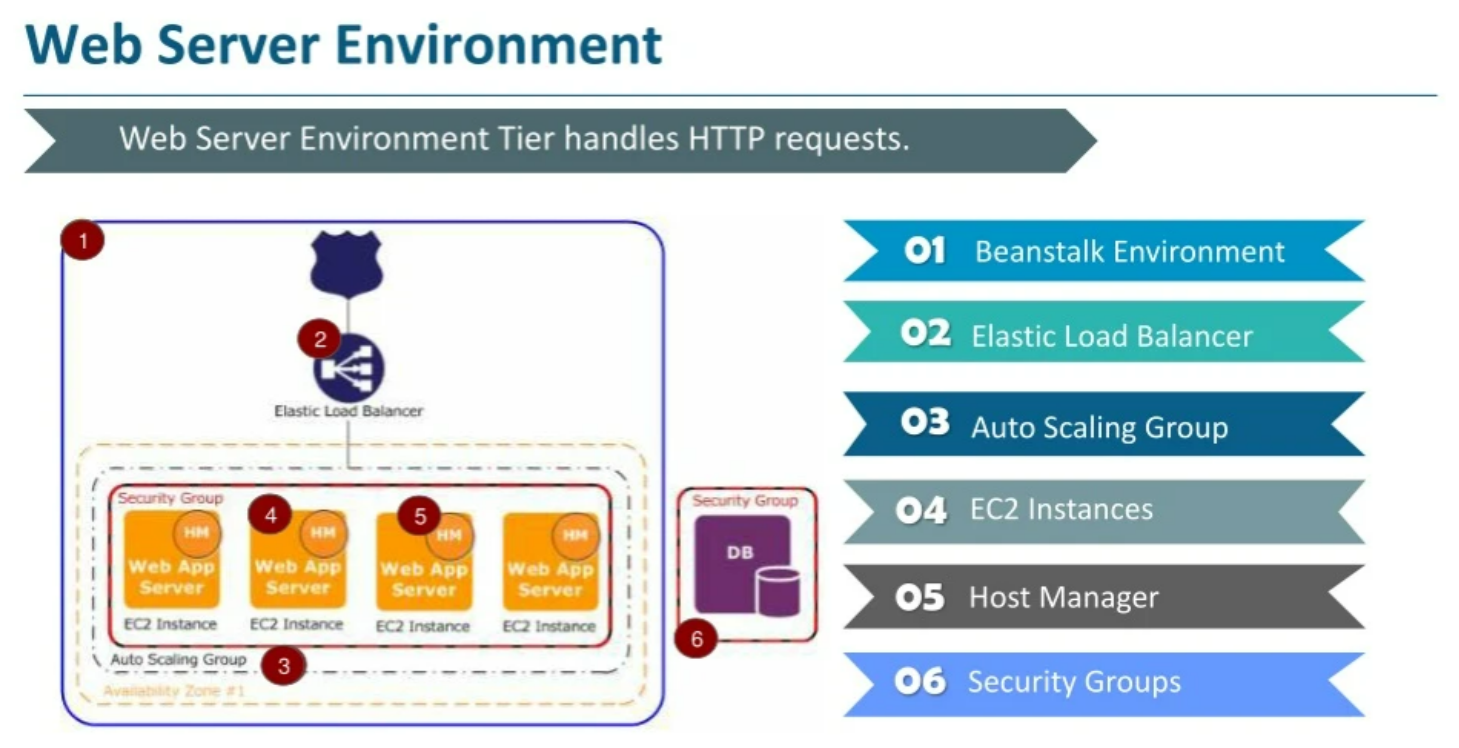 Web Server Environment
Web Server Environment Tier handles HTTP requests.
1
2
Elastic Load Balancer
Security Group
4
5
HM
HM
HM
HM
Web App Server
Web App Server
Web App Server
Web App Server
EC2 Instance
EC2 Instance
EC2 Instance
EC2 Instance
Auto Scaling Group
3
Availability Zone #1
Security Group
DB
6
01 Beanstalk Environment
02 Elastic Load Balancer
03 Auto Scaling Group
04 EC2 Instances
05 Host Manager
06 Security Groups